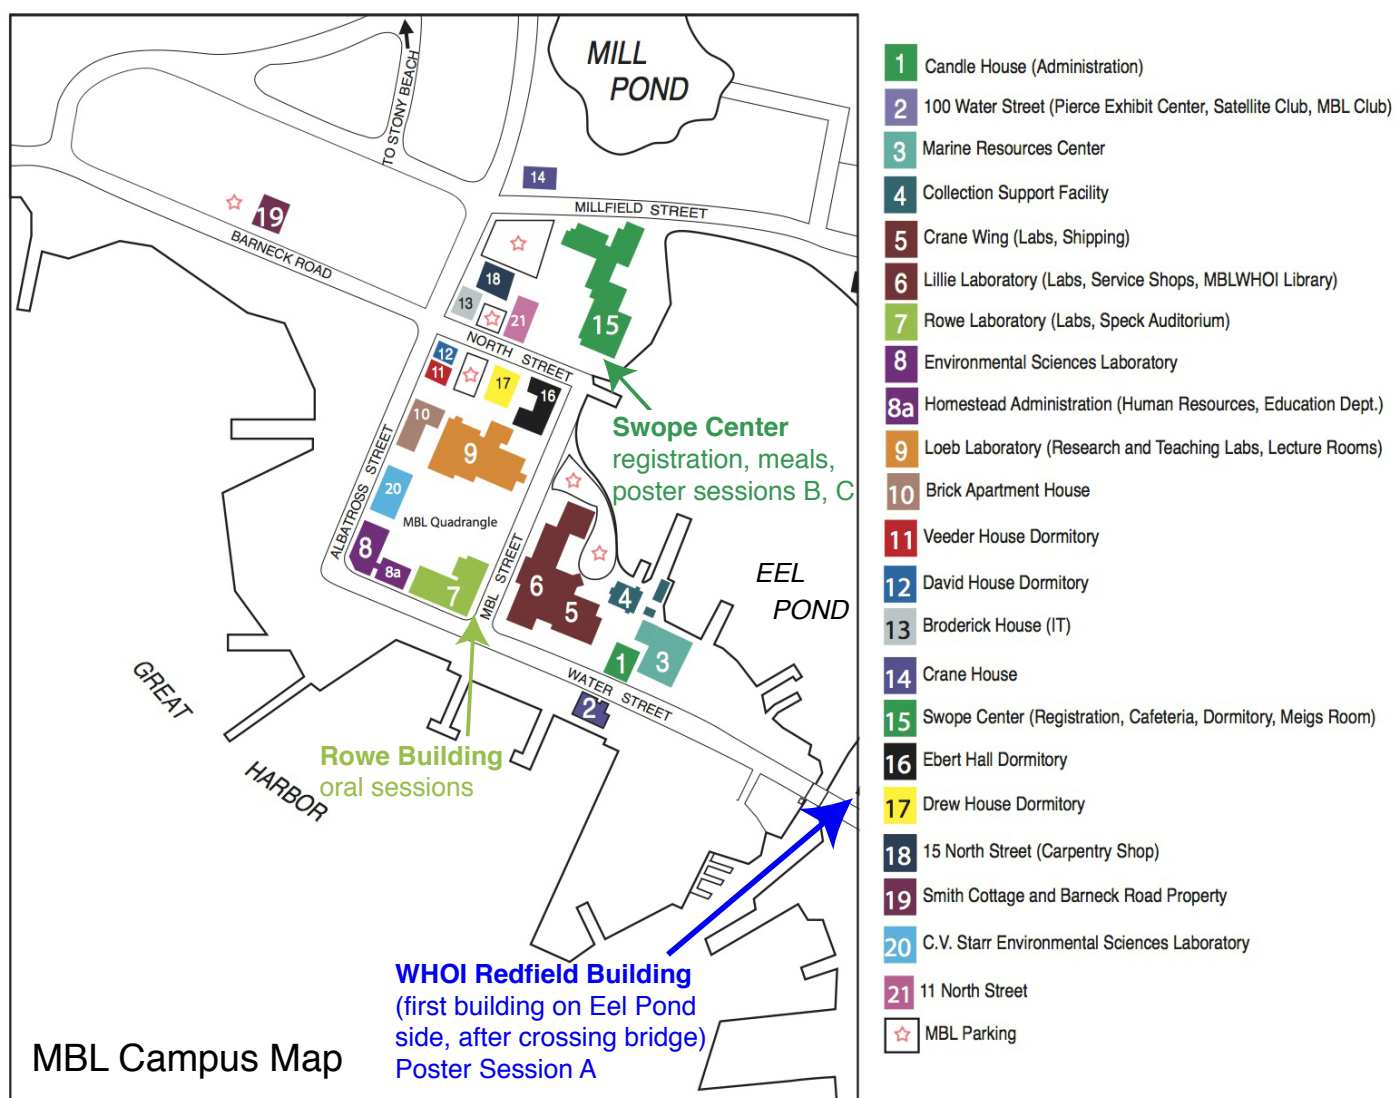 MILL
POND
TO STONY BEACH
14
MILLFIELD STREET
19
BARNECK ROAD
18
13
21
15
NORTH STREET
12
11
17
16
10
9
Swope Center
registration, meals,
poster sessions B, C
ALBATROSS STREET
20
MBL Quadrangle
8
8a
7
MBL STREET
6
5
4
EEL
POND
1
3
WATER STREET
2
GREAT
HARBOR
Rowe Building
oral sessions
WHOI Redfield Building
(first building on Eel Pond
side, after crossing bridge)
Poster Session A
MBL Campus Map
1 Candle House (Administration)
2 100 Water Street (Pierce Exhibit Center, Satellite Club, MBL Club)
3 Marine Resources Center
4 Collection Support Facility
5 Crane Wing (Labs, Shipping)
6 Lillie Laboratory (Labs, Service Shops, MBLWHOI Library)
7 Rowe Laboratory (Labs, Speck Auditorium)
8 Environmental Sciences Laboratory
8a Homestead Administration (Human Resources, Education Dept.)
9 Loeb Laboratory (Research and Teaching Labs, Lecture Rooms)
10 Brick Apartment House
11 Veeder House Dormitory
12 David House Dormitory
13 Broderick House (IT)
14 Crane House
15 Swope Center (Registration, Cafeteria, Dormitory, Meigs Room)
16 Ebert Hall Dormitory
17 Drew House Dormitory
18 15 North Street (Carpentry Shop)
19 Smith Cottage and Barneck Road Property
20 C.V. Starr Environmental Sciences Laboratory
21 11 North Street
MBL Parking